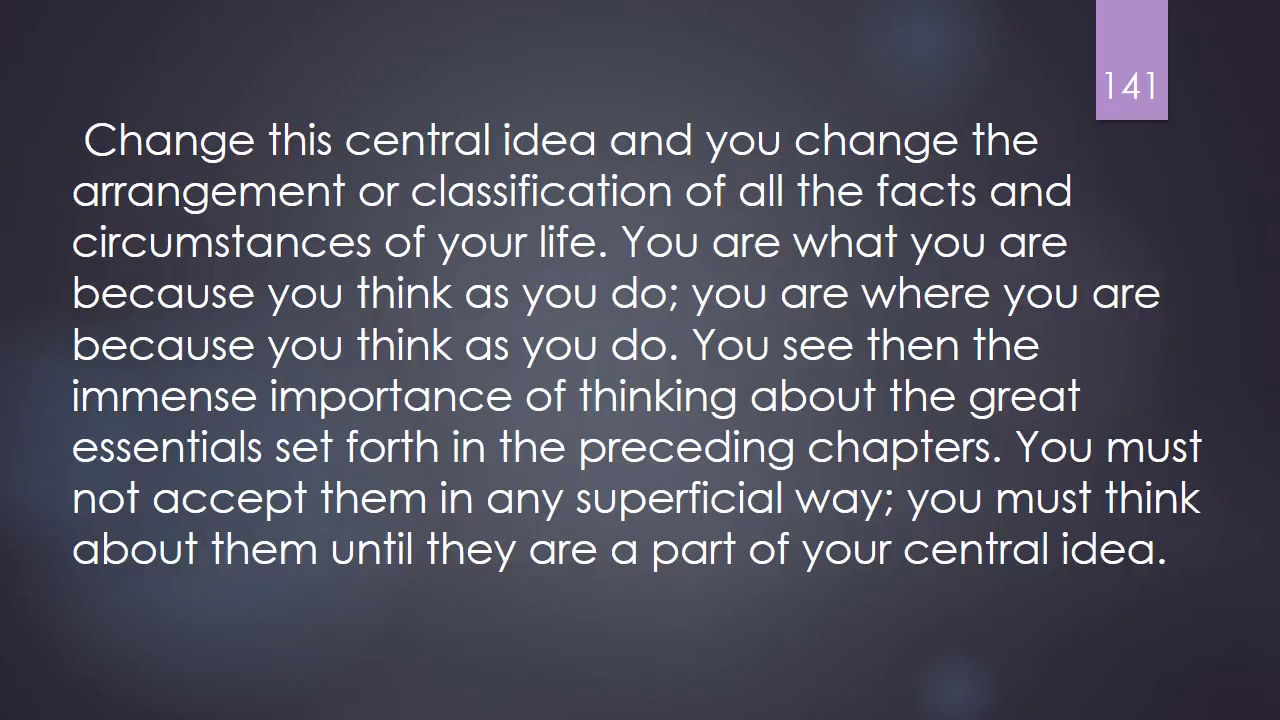 141
Change this central idea and you change the
arrangement or classification of all the facts and
circumstances of your life. You are what you are
because you think as you do; you are where you are
because you think as you do. You see then the
immense importance of thinking about the great
essentials set forth in the preceding chapters. You must
not accept them in any superficial way; you must think
about them until they are a part of your central idea.